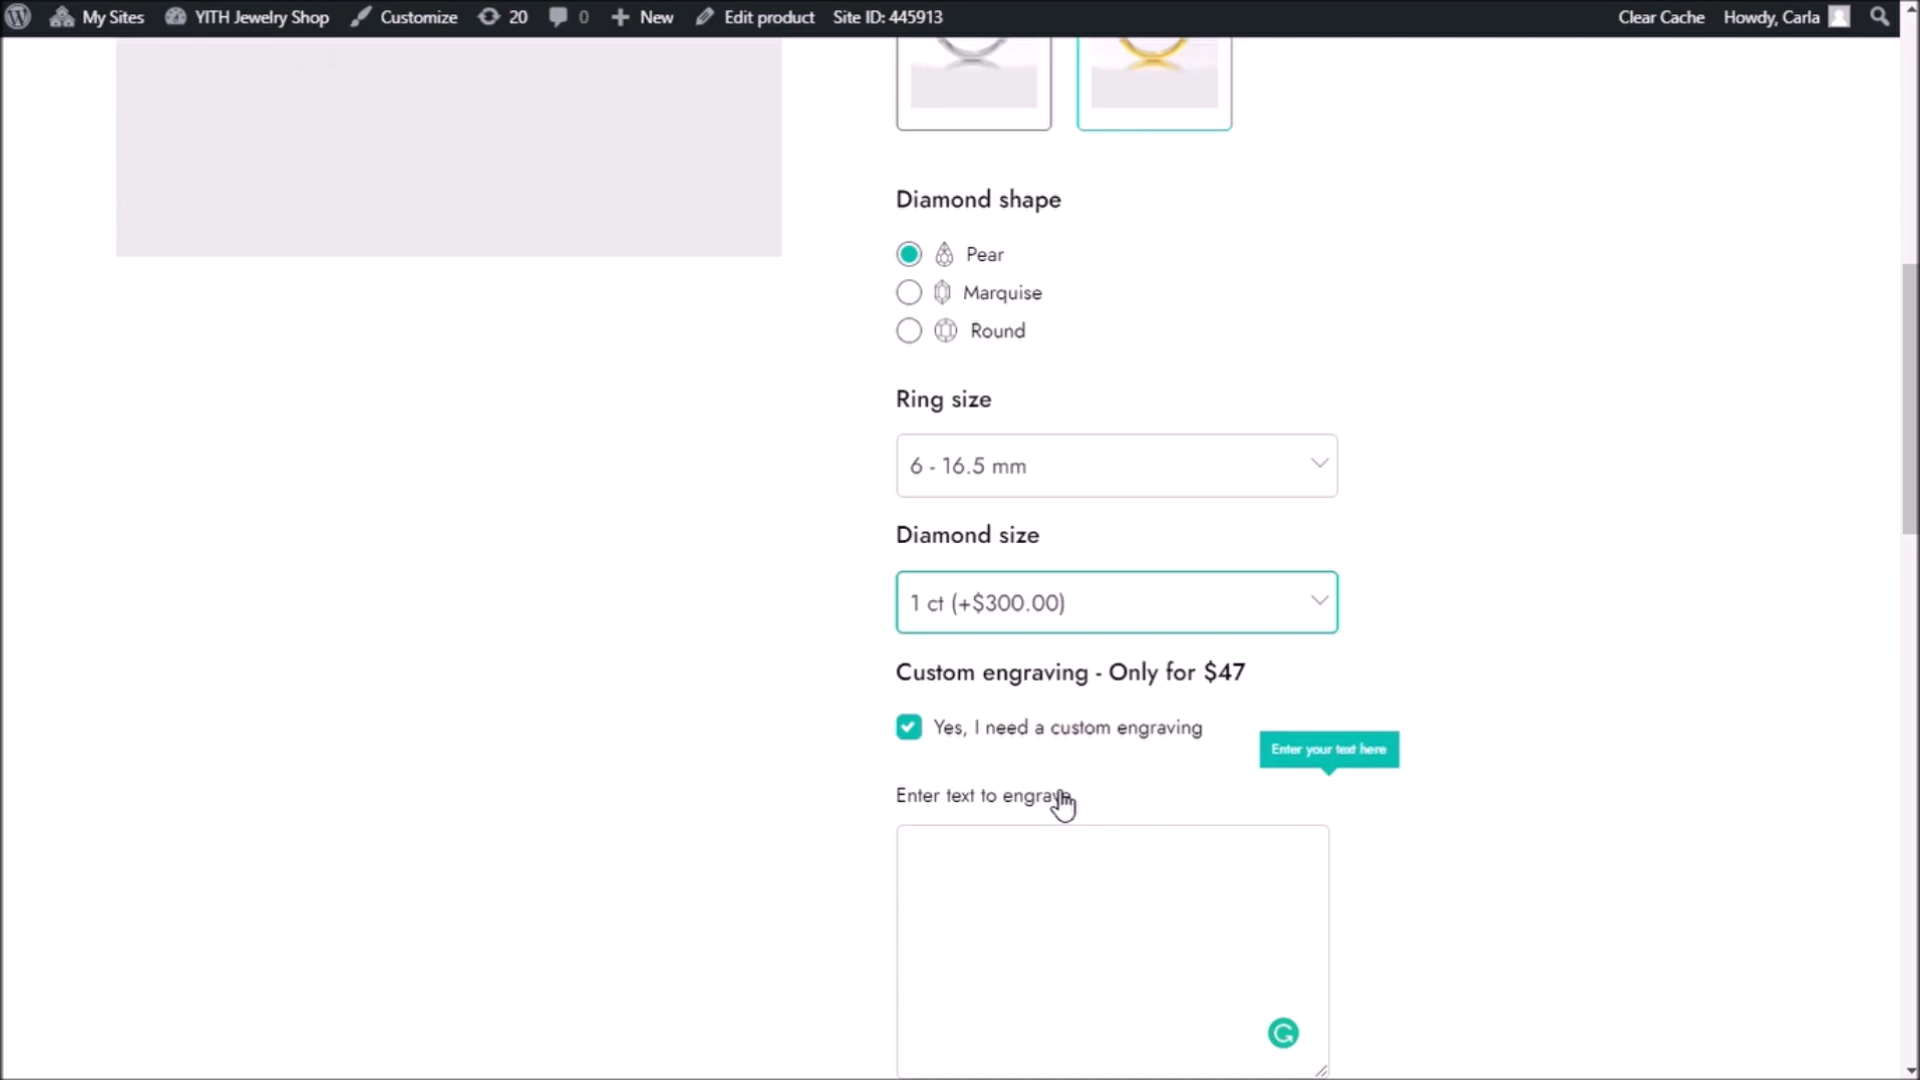 My Sites YITH Jewelry Shop Customize 20 0 New Edit product Site ID: 445913 Clear Cache Howdy, Carla
Diamond shape
Pear
Marquise
Round
Ring size
6 - 16.5 mm
Diamond size
1 ct (+$300.00)
Custom engraving - Only for $47
Yes, I need a custom engraving
Enter your text here
Enter text to engrave